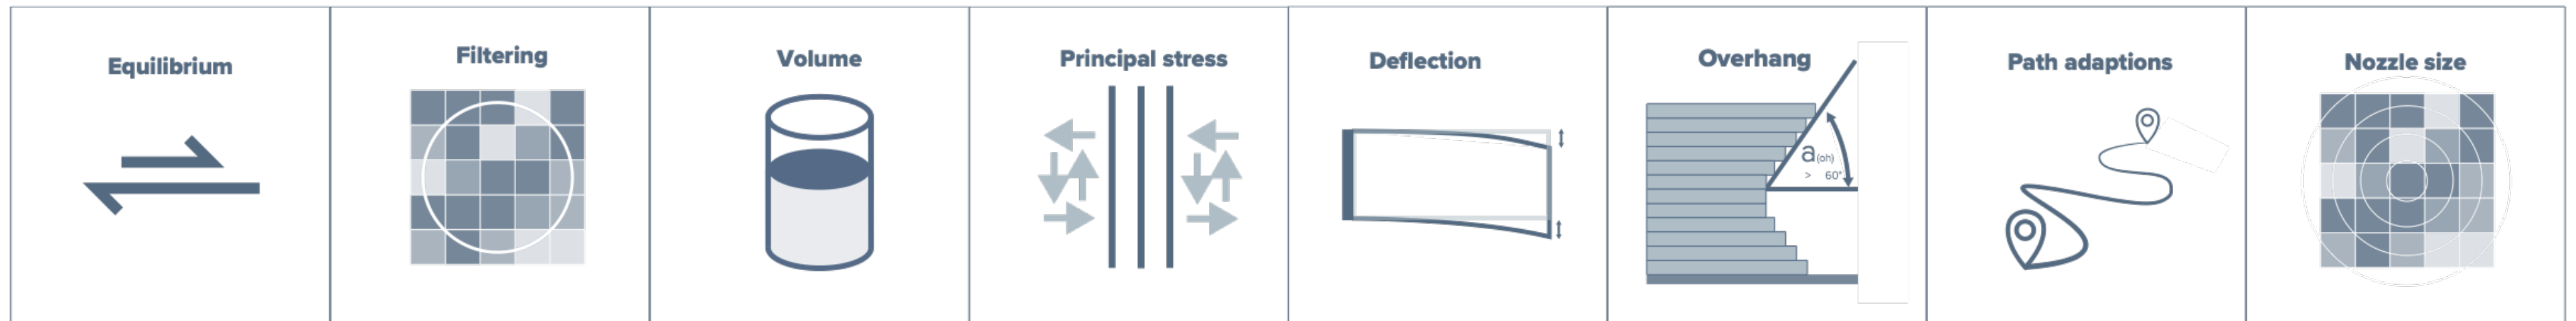 Equilibrium
Filtering
Volume
Principal stress
Deflection
Overhang
a(oh)
> 60°
Path adaptions
Nozzle size